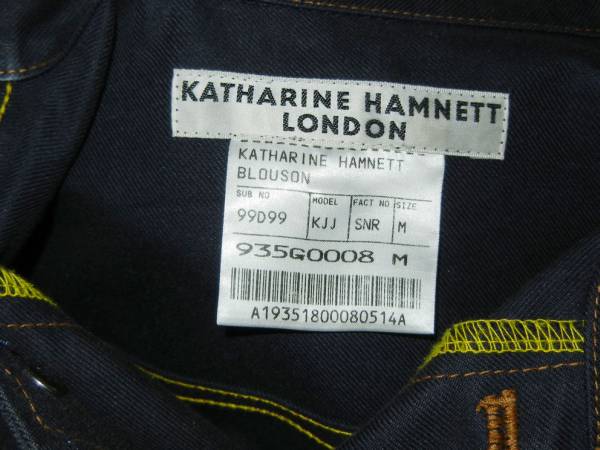 KATHARINE HAMNETT
LONDON
KATHARINE HAMNETT
BLOUSON
SUB NO MODEL FACT NO SIZE
99D99 KJJ SNR M
935G0008 M
A19351800080514A